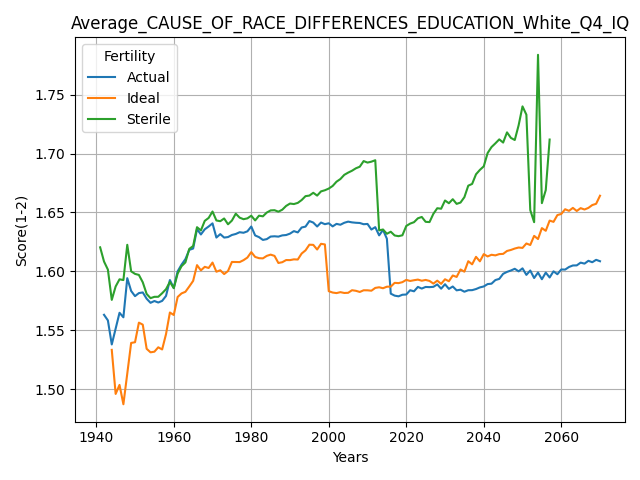 Average_CAUSE_OF_RACE_DIFFERENCES_EDUCATION_White_Q4_IQ
Fertility
Actual
Ideal
Sterile
Score(1-2)
1.75
1.70
1.65
1.60
1.55
1.50
1940 1960 1980 2000 2020 2040 2060
Years